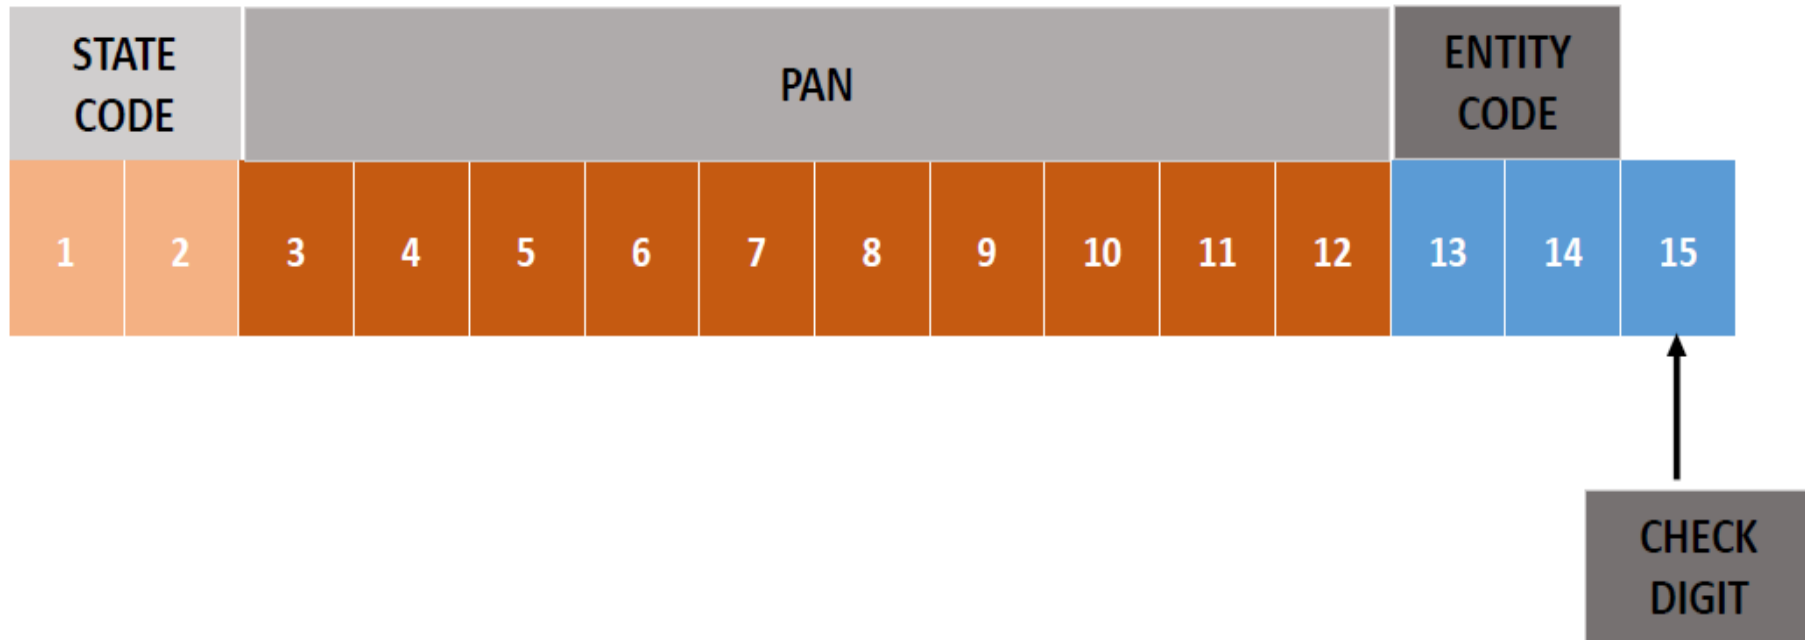 STATE
CODE
PAN
ENTITY
CODE
1 2 3 4 5 6 7 8 9 10 11 12 13 14 15
CHECK
DIGIT